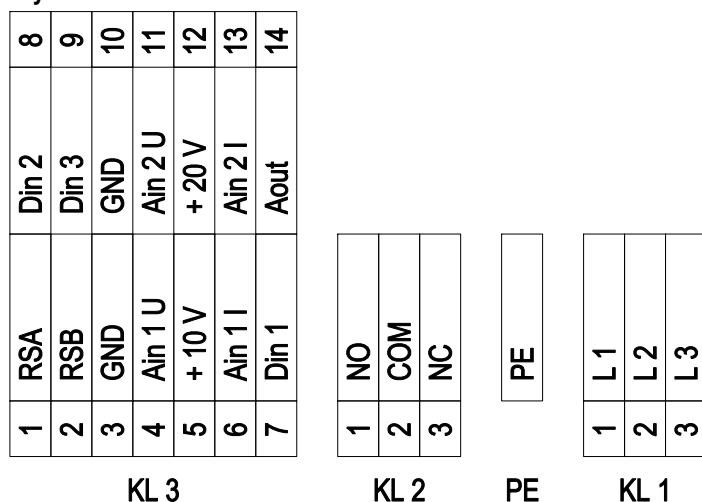 8 9 10 11 12 13 14
Din 2 Din 3 GND Ain 2 U + 20 V Ain 2 I Aout
RSA RSB GND Ain 1 U + 10 V Ain 1 I Din 1
1 2 3 4 5 6 7
KL 3
NO COM NC
1 2 3
KL 2
PE
PE
L 1 L 2 L 3
1 2 3
KL 1